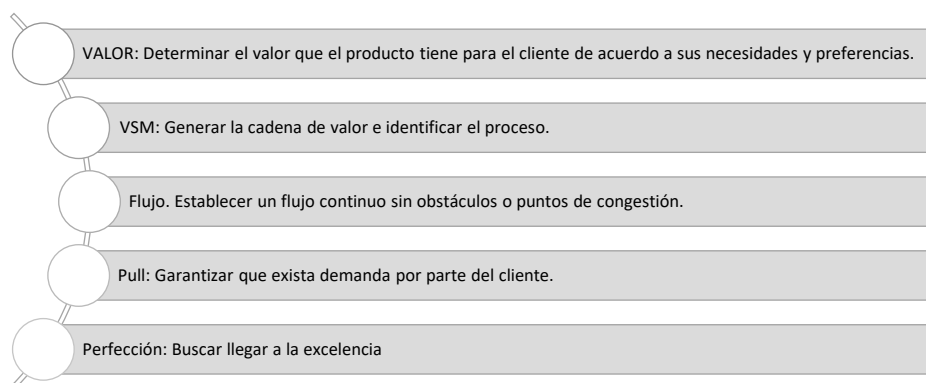 VALOR: Determinar el valor que el producto tiene para el cliente de acuerdo a sus necesidades y preferencias.
VSM: Generar la cadena de valor e identificar el proceso.
Flujo. Establecer un flujo continuo sin obstáculos o puntos de congestión.
Pull: Garantizar que exista demanda por parte del cliente.
Perfección: Buscar llegar a la excelencia